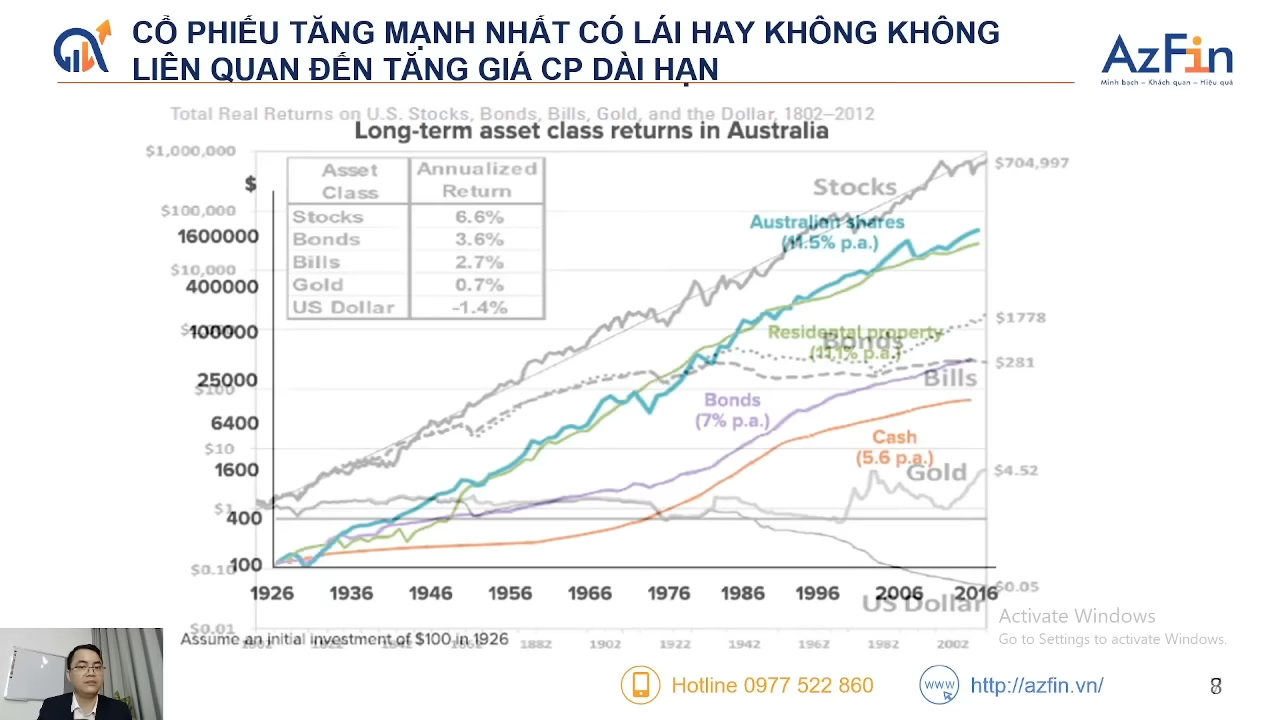 CỔ PHIẾU TĂNG MẠNH NHẤT CÓ LÁI HAY KHÔNG KHÔNG
LIÊN QUAN ĐẾN TĂNG GIÁ CP DÀI HẠN
AzFin
Minh bạch – Khách quan – Hiệu quả
Total Real Returns on U.S. Stocks, Bonds, Bills, Gold, and the Dollar, 1802–2012
Long-term asset class returns in Australia
$1,000,000
$704,997
Asset Class
Annualized Return
Stocks 6.6%
Bonds 3.6%
Bills 2.7%
Gold 0.7%
US Dollar -1.4%
$
$100,000
1600000
$10,000
400000
100000
25000
$100
6400
$10
1600
$1
400
100
$0.10
$0.01
Stocks
Australian shares
(11.5% p.a.)
Residental property
(11.1% p.a.)
Bonds
$1778
$281
Bills
Bonds
(7% p.a.)
Cash
(5.6 p.a.)
Gold
$4.52
$0.05
US Dollar
1926 1936 1946 1956 1966 1976 1986 1996 2006 2016
Assume an initial investment of $100 in 1926
1882 1902 1922 1942 1962 1982 2002
Activate Windows
Go to Settings to activate Windows.
Hotline 0977 522 860
www
http://azfin.vn/